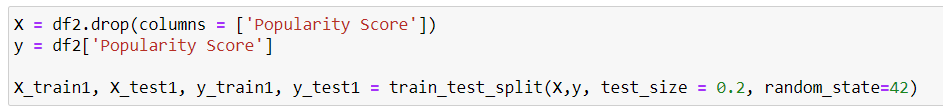 X = df2.drop(columns = ['Popularity Score'])
y = df2['Popularity Score']
X_train1, X_test1, y_train1, y_test1 = train_test_split(X,y, test_size = 0.2, random_state=42)